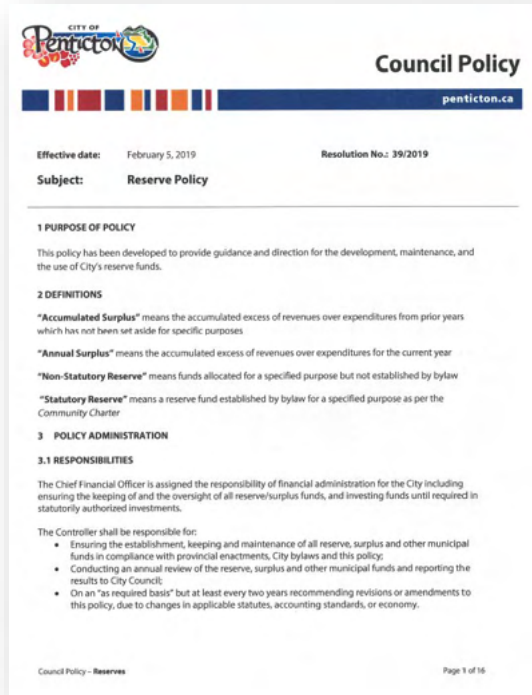 CITY OF
Penticton
Council Policy
penticton.ca
Effective date: February 5, 2019 Resolution No.: 39/2019
Subject: Reserve Policy
1 PURPOSE OF POLICY
This policy has been developed to provide guidance and direction for the development, maintenance, and
the use of City's reserve funds.
2 DEFINITIONS
"Accumulated Surplus" means the accumulated excess of revenues over expenditures from prior years
which has not been set aside for specific purposes
"Annual Surplus" means the accumulated excess of revenues over expenditures for the current year
"Non-Statutory Reserve" means funds allocated for a specified purpose but not established by bylaw
"Statutory Reserve" means a reserve fund established by bylaw for a specified purpose as per the
Community Charter
3 POLICY ADMINISTRATION
3.1 RESPONSIBILITIES
The Chief Financial Officer is assigned the responsibility of financial administration for the City including
ensuring the keeping of and the oversight of all reserve/surplus funds, and investing funds until required in
statutorily authorized investments.
The Controller shall be responsible for:
• Ensuring the establishment, keeping and maintenance of all reserve, surplus and other municipal
funds in compliance with provincial enactments, City bylaws and this policy;
• Conducting an annual review of the reserve, surplus and other municipal funds and reporting the
results to City Council;
• On an "as required basis" but at least every two years recommending revisions or amendments to
this policy, due to changes in applicable statutes, accounting standards, or economy.
Council Policy – Reserves Page 1 of 16